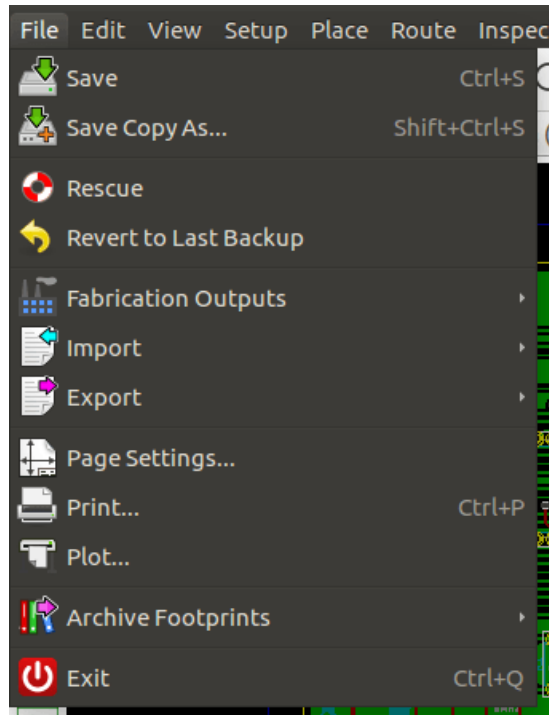 File Edit View Setup Place Route Inspec
Save Ctrl+S
Save Copy As... Shift+Ctrl+S
Rescue
Revert to Last Backup
Fabrication Outputs
Import
Export
Page Settings...
Print... Ctrl+P
Plot...
Archive Footprints
Exit Ctrl+Q